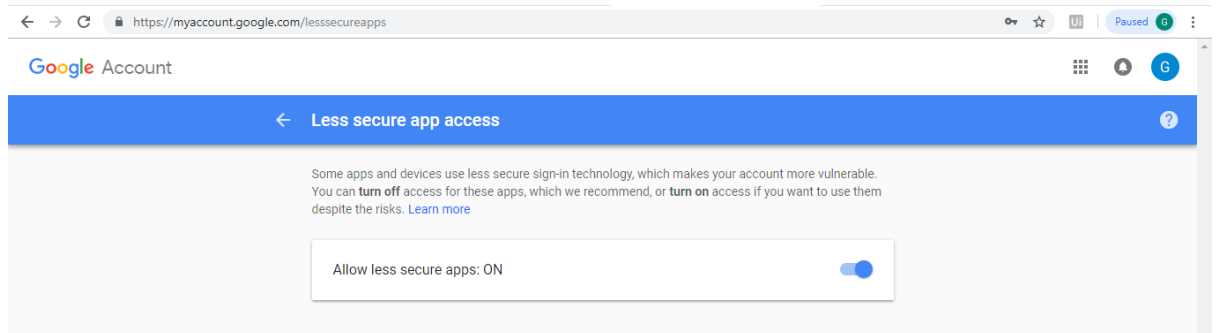 https://myaccount.google.com/lesssecureapps
Ui
Paused G
Google Account
G
Less secure app access
?
Some apps and devices use less secure sign-in technology, which makes your account more vulnerable.
You can turn off access for these apps, which we recommend, or turn on access if you want to use them
despite the risks. Learn more
Allow less secure apps: ON